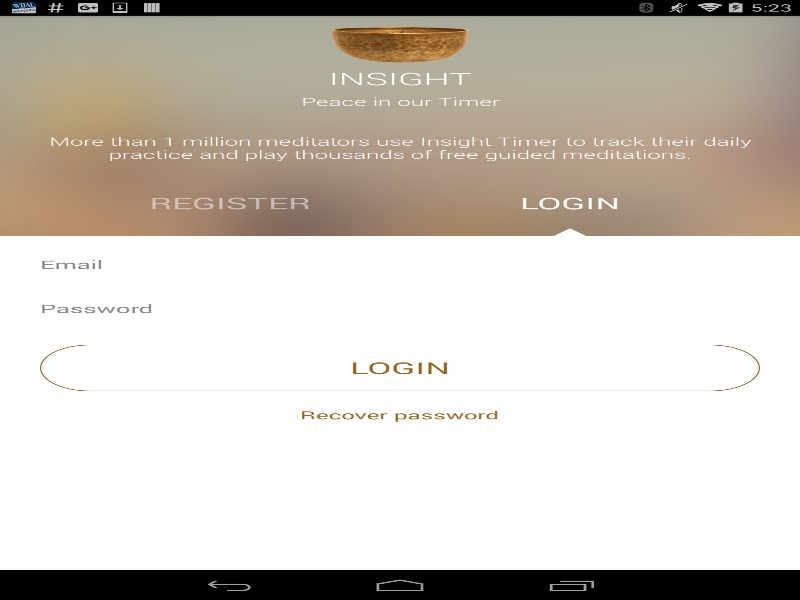 5:23
INSIGHT
Peace in our Timer
More than 1 million meditators use Insight Timer to track their daily
practice and play thousands of free guided meditations.
REGISTER LOGIN
Email
Password
LOGIN
Recover password